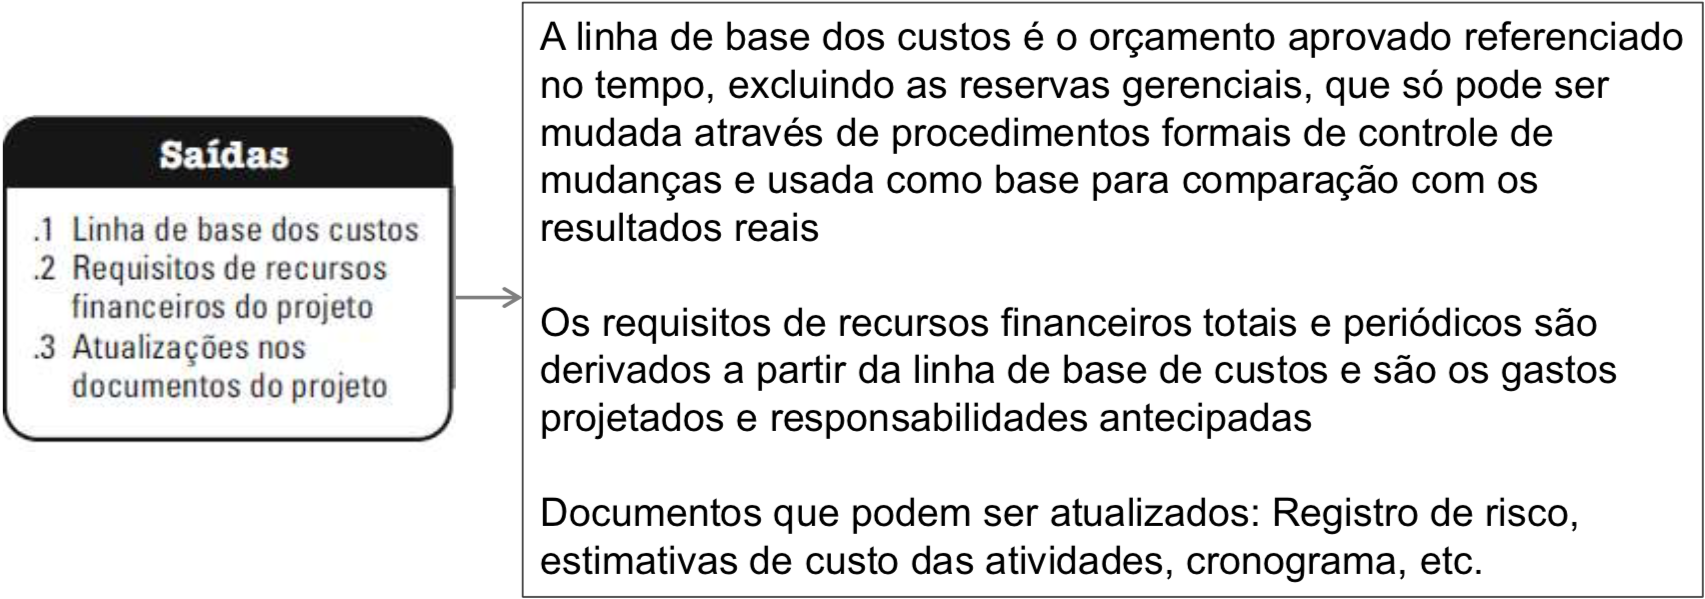 Saídas
.1 Linha de base dos custos
.2 Requisitos de recursos
financeiros do projeto
.3 Atualizações nos
documentos do projeto
A linha de base dos custos é o orçamento aprovado referenciado
no tempo, excluindo as reservas gerenciais, que só pode ser
mudada através de procedimentos formais de controle de
mudanças e usada como base para comparação com os
resultados reais
Os requisitos de recursos financeiros totais e periódicos são
derivados a partir da linha de base de custos e são os gastos
projetados e responsabilidades antecipadas
Documentos que podem ser atualizados: Registro de risco,
estimativas de custo das atividades, cronograma, etc.